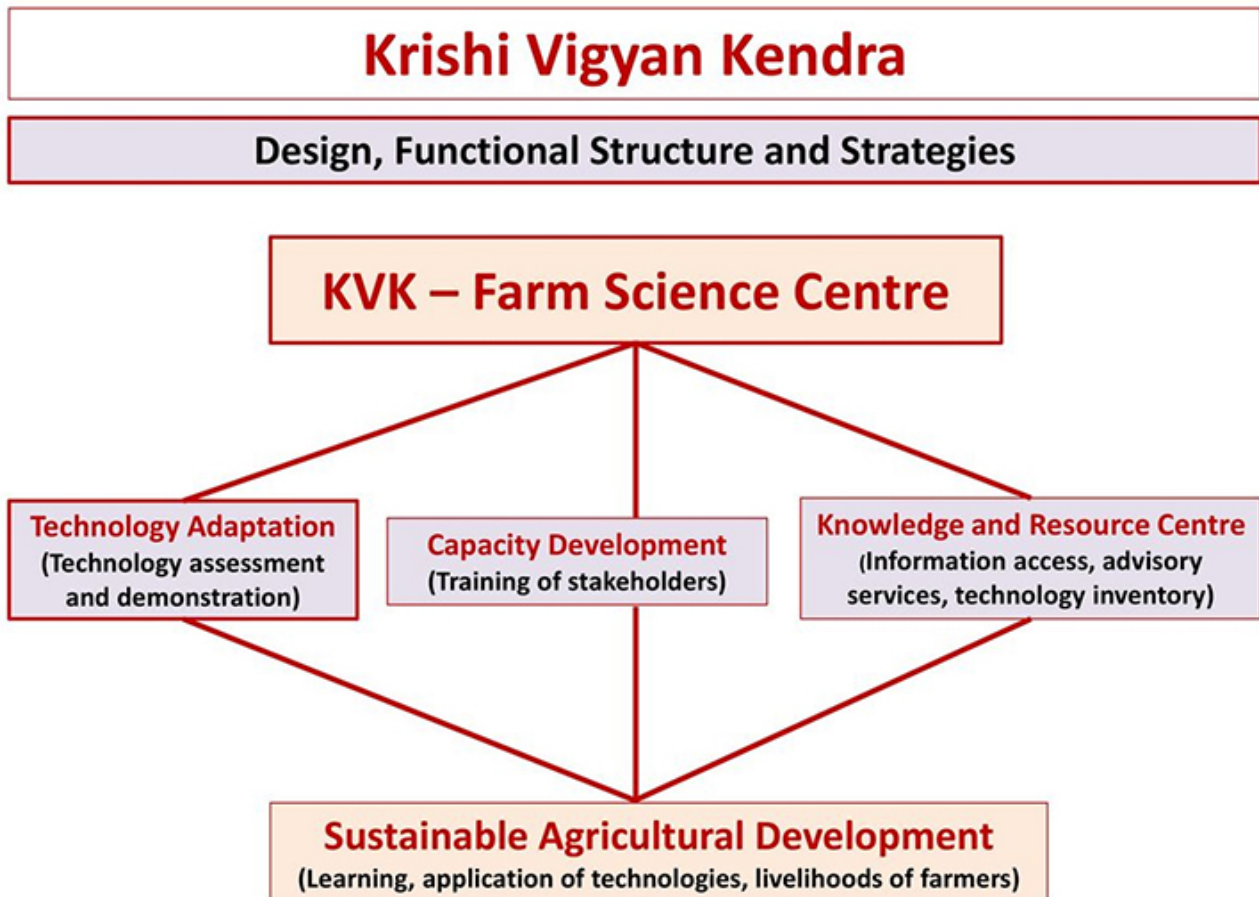 Krishi Vigyan Kendra
Design, Functional Structure and Strategies
KVK – Farm Science Centre
Technology Adaptation
(Technology assessment
and demonstration)
Capacity Development
(Training of stakeholders)
Knowledge and Resource Centre
(Information access, advisory
services, technology inventory)
Sustainable Agricultural Development
(Learning, application of technologies, livelihoods of farmers)